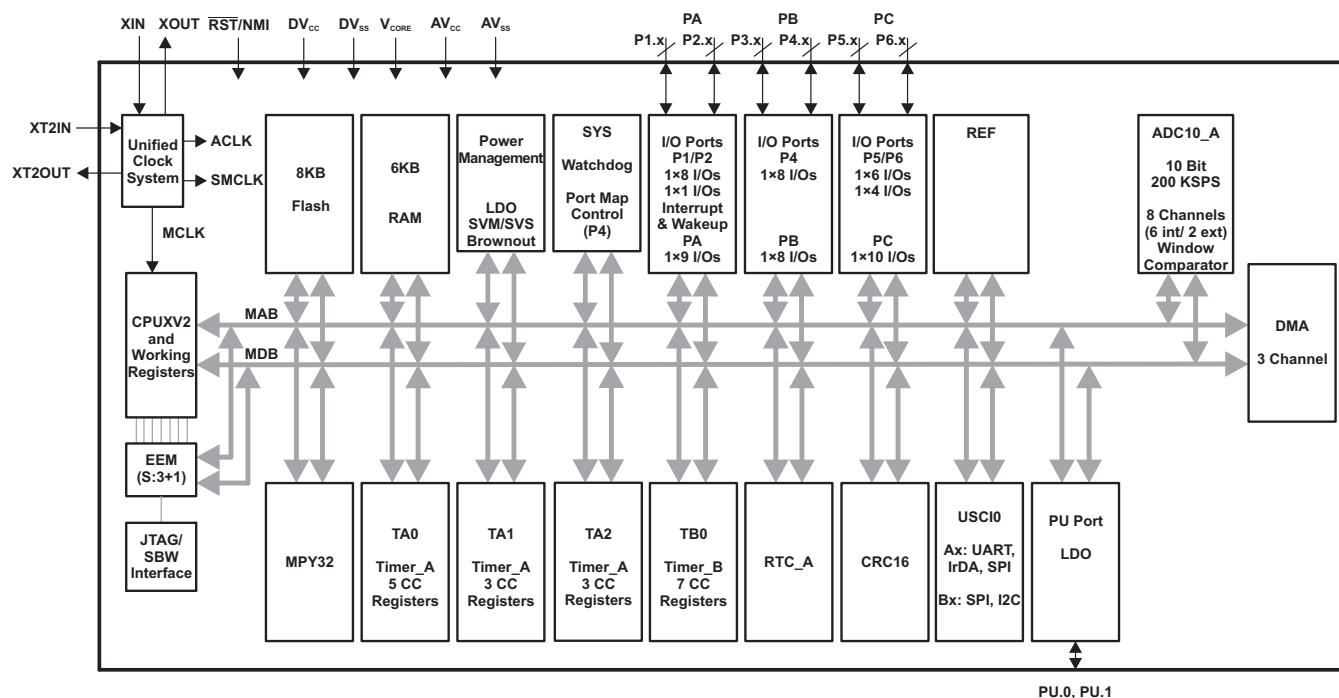 XIN
XOUT
RST/NMI
DVCC
DVSS
VCORE
AVCC
AVSS
PA
P1.x
P2.x
PB
P3.x
P4.x
PC
P5.x
P6.x
XT2IN
XT2OUT
Unified
Clock
System
ACLK
SMCLK
MCLK
8KB
Flash
6KB
RAM
Power
Management
LDO
SVM/SVS
Brownout
SYS
Watchdog
Port Map
Control
(P4)
I/O Ports
P1/P2
1×8 I/Os
1×1 I/Os
Interrupt
& Wakeup
PA
1×9 I/Os
I/O Ports
P4
1×8 I/Os
PB
1×8 I/Os
I/O Ports
P5/P6
1×6 I/Os
1×4 I/Os
PC
1×10 I/Os
REF
ADC10_A
10 Bit
200 KSPS
8 Channels
(6 int/ 2 ext)
Window
Comparator
CPUXV2
and
Working
Registers
MAB
MDB
DMA
3 Channel
EEM
(S:3+1)
JTAG/
SBW
Interface
MPY32
TA0
Timer_A
5 CC
Registers
TA1
Timer_A
3 CC
Registers
TA2
Timer_A
3 CC
Registers
TB0
Timer_B
7 CC
Registers
RTC_A
CRC16
USCI0
Ax: UART,
IrDA, SPI
Bx: SPI, I2C
PU Port
LDO
PU.0, PU.1